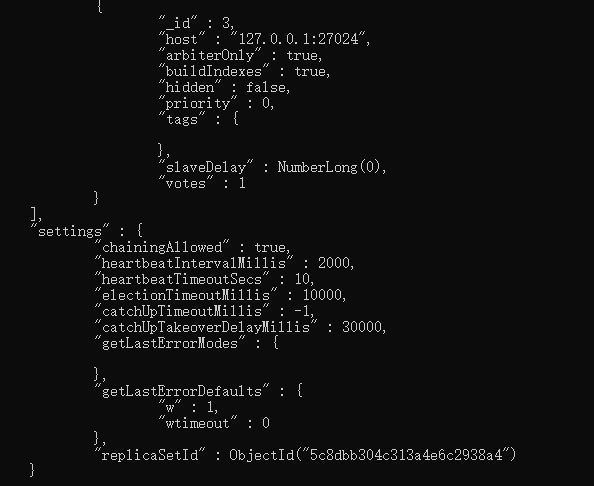 {
"_id" : 3,
"host" : "127.0.0.1:27024",
"arbiterOnly" : true,
"buildIndexes" : true,
"hidden" : false,
"priority" : 0,
"tags" : {
},
"slaveDelay" : NumberLong(0),
"votes" : 1
}
],
"settings" : {
"chainingAllowed" : true,
"heartbeatIntervalMillis" : 2000,
"heartbeatTimeoutSecs" : 10,
"electionTimeoutMillis" : 10000,
"catchUpTimeoutMillis" : -1,
"catchUpTakeoverDelayMillis" : 30000,
"getLastErrorModes" : {
},
"getLastErrorDefaults" : {
"w" : 1,
"wtimeout" : 0
},
"replicaSetId" : ObjectId("5c8dbb304c313a4e6c2938a4")
}